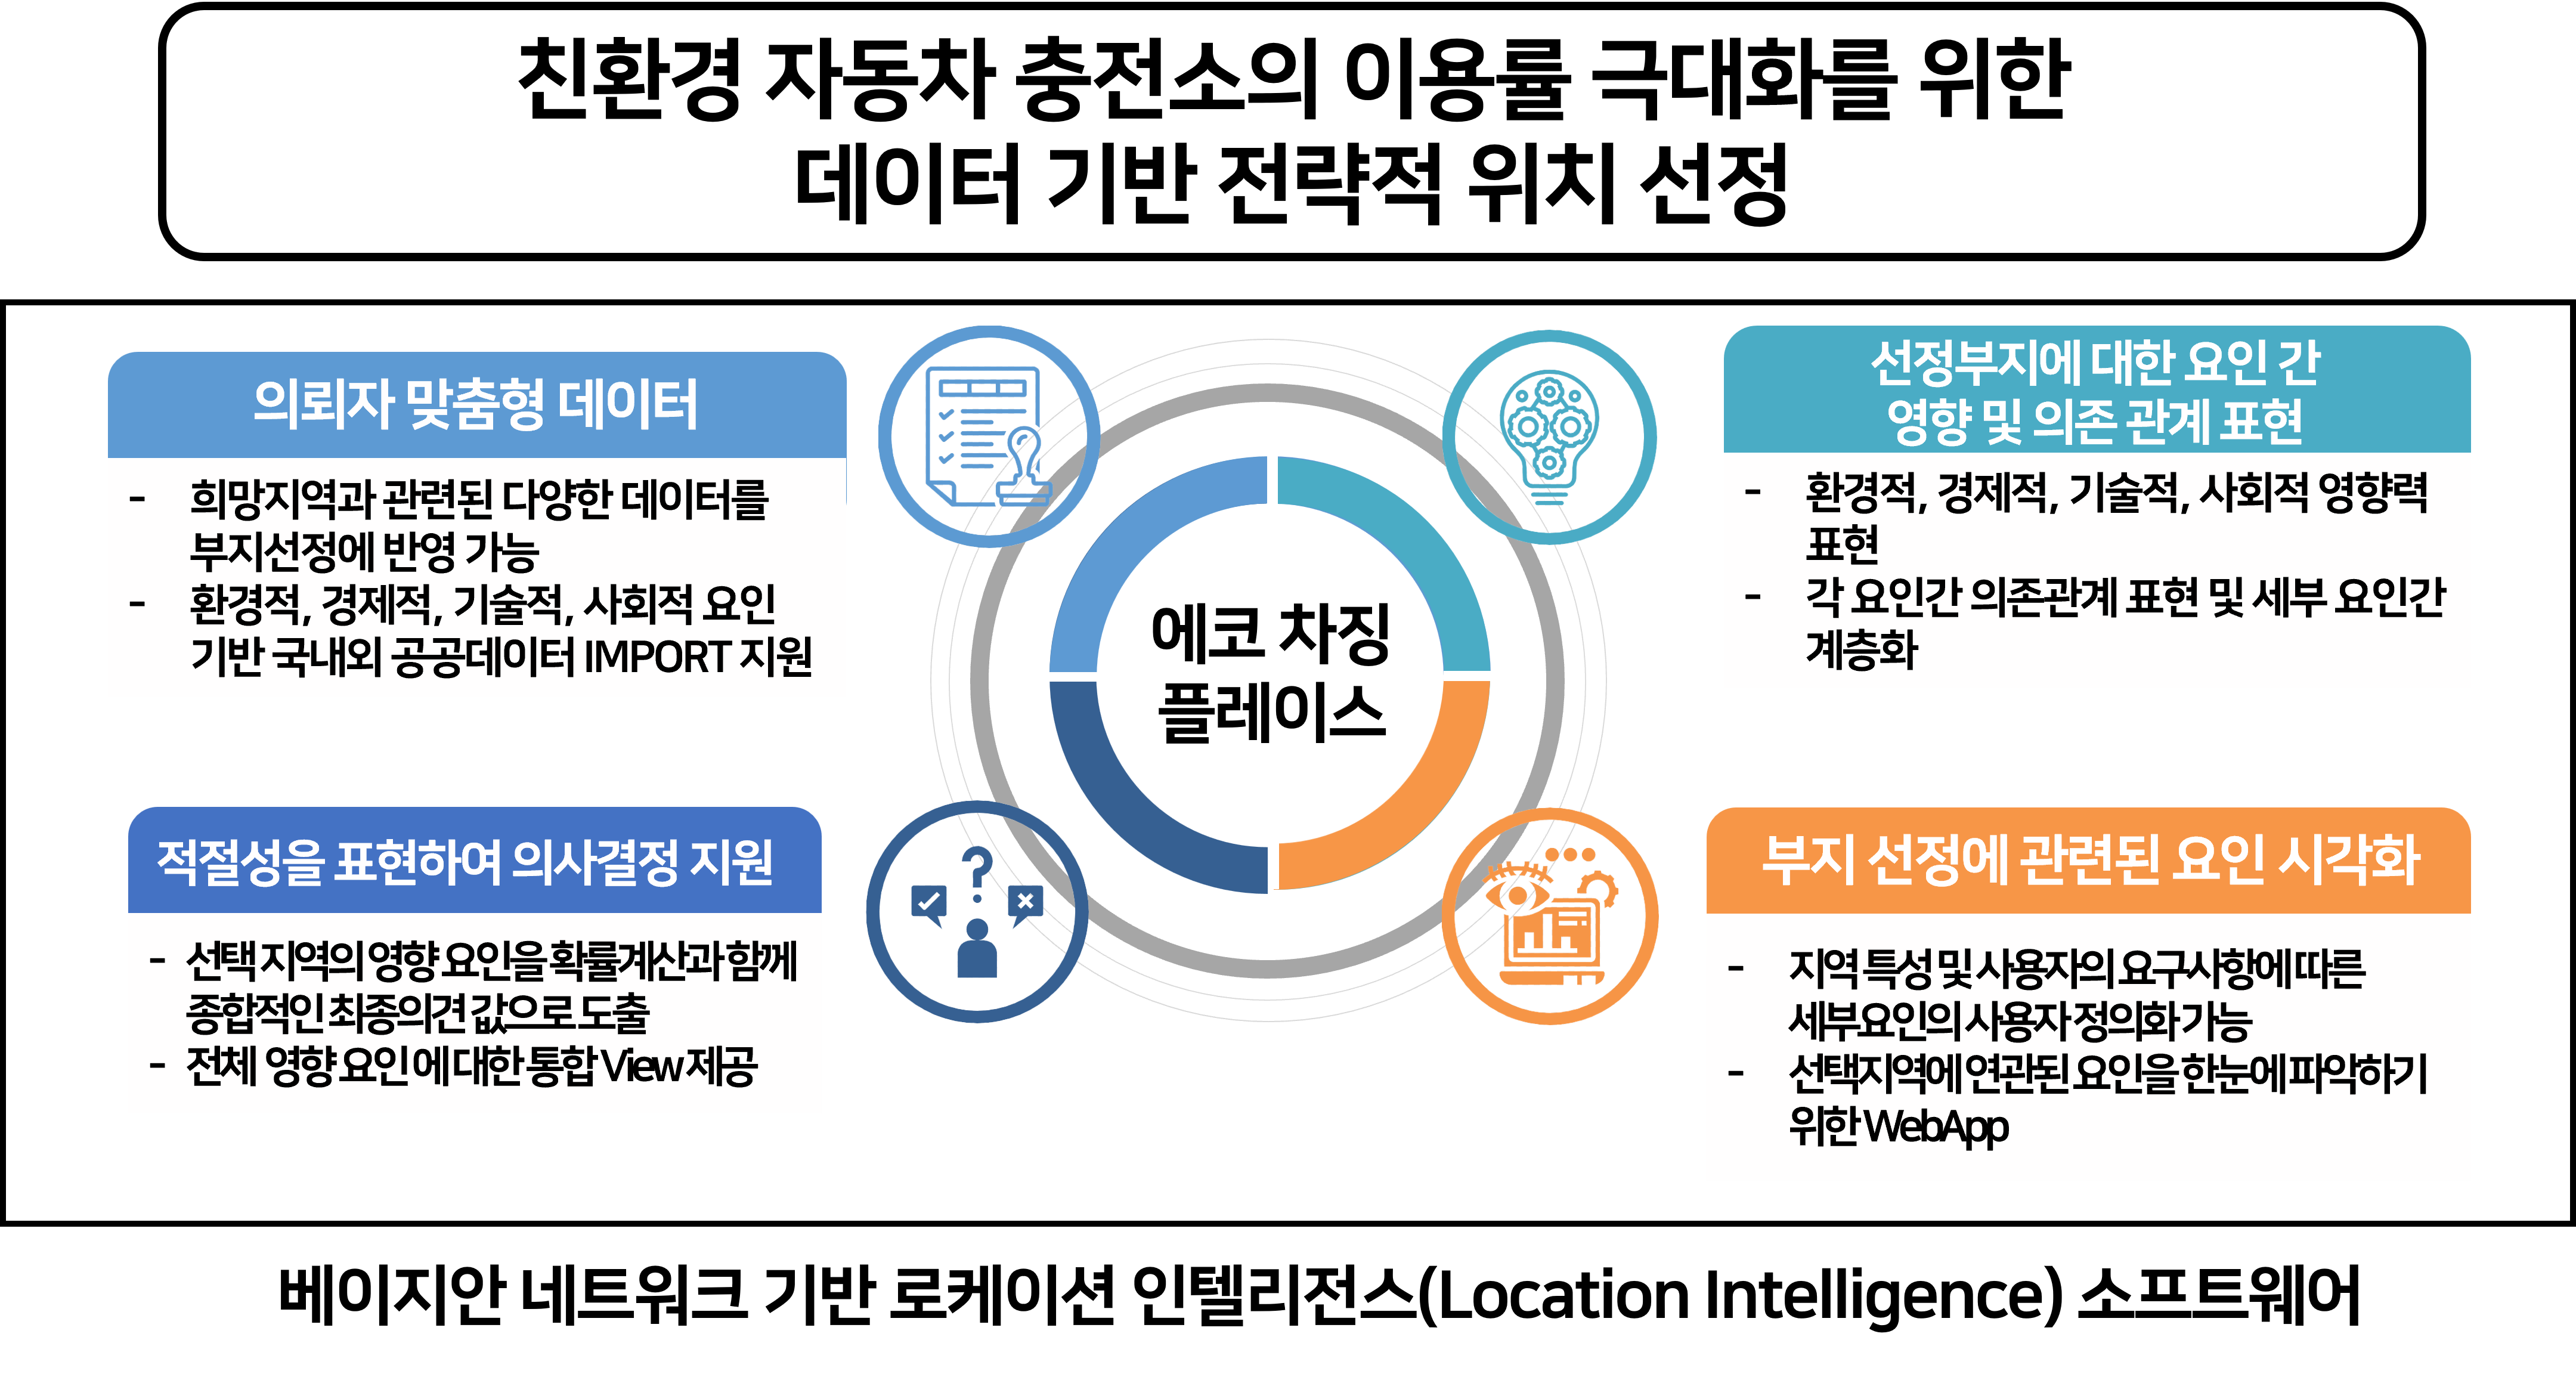 친환경 자동차 충전소의 이용률 극대화를 위한
데이터 기반 전략적 위치 선정
의뢰자 맞춤형 데이터
- 희망지역과 관련된 다양한 데이터를
부지선정에 반영 가능
- 환경적, 경제적, 기술적, 사회적 요인
기반 국내외 공공데이터 IMPORT 지원
선정부지에 대한 요인 간
영향 및 의존 관계 표현
- 환경적, 경제적, 기술적, 사회적 영향력
표현
- 각 요인간 의존관계 표현 및 세부 요인간
계층화
에코 차징
플레이스
적절성을 표현하여 의사결정 지원
- 선택 지역의 영향 요인을 확률계산과 함께
종합적인 최종의견 값으로 도출
- 전체 영향 요인에 대한 통합 View 제공
부지 선정에 관련된 요인 시각화
- 지역 특성 및 사용자의 요구사항에 따른
세부요인의 사용자 정의화 가능
- 선택지역에 연관된 요인을 한눈에 파악하기
위한 WebApp
베이지안 네트워크 기반 로케이션 인텔리전스(Location Intelligence) 소프트웨어